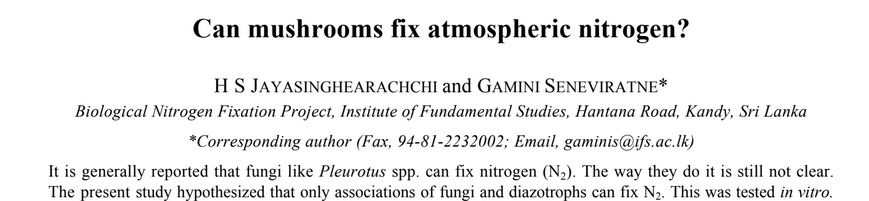 Can mushrooms fix atmospheric nitrogen?
H S JAYASINGHEARACHCHI and GAMINI SENEVIRATNE*
Biological Nitrogen Fixation Project, Institute of Fundamental Studies, Hantana Road, Kandy, Sri Lanka
*Corresponding author (Fax, 94-81-2232002; Email, gaminis@ifs.ac.lk)
It is generally reported that fungi like Pleurotus spp. can fix nitrogen (N₂). The way they do it is still not clear.
The present study hypothesized that only associations of fungi and diazotrophs can fix N₂. This was tested in vitro.